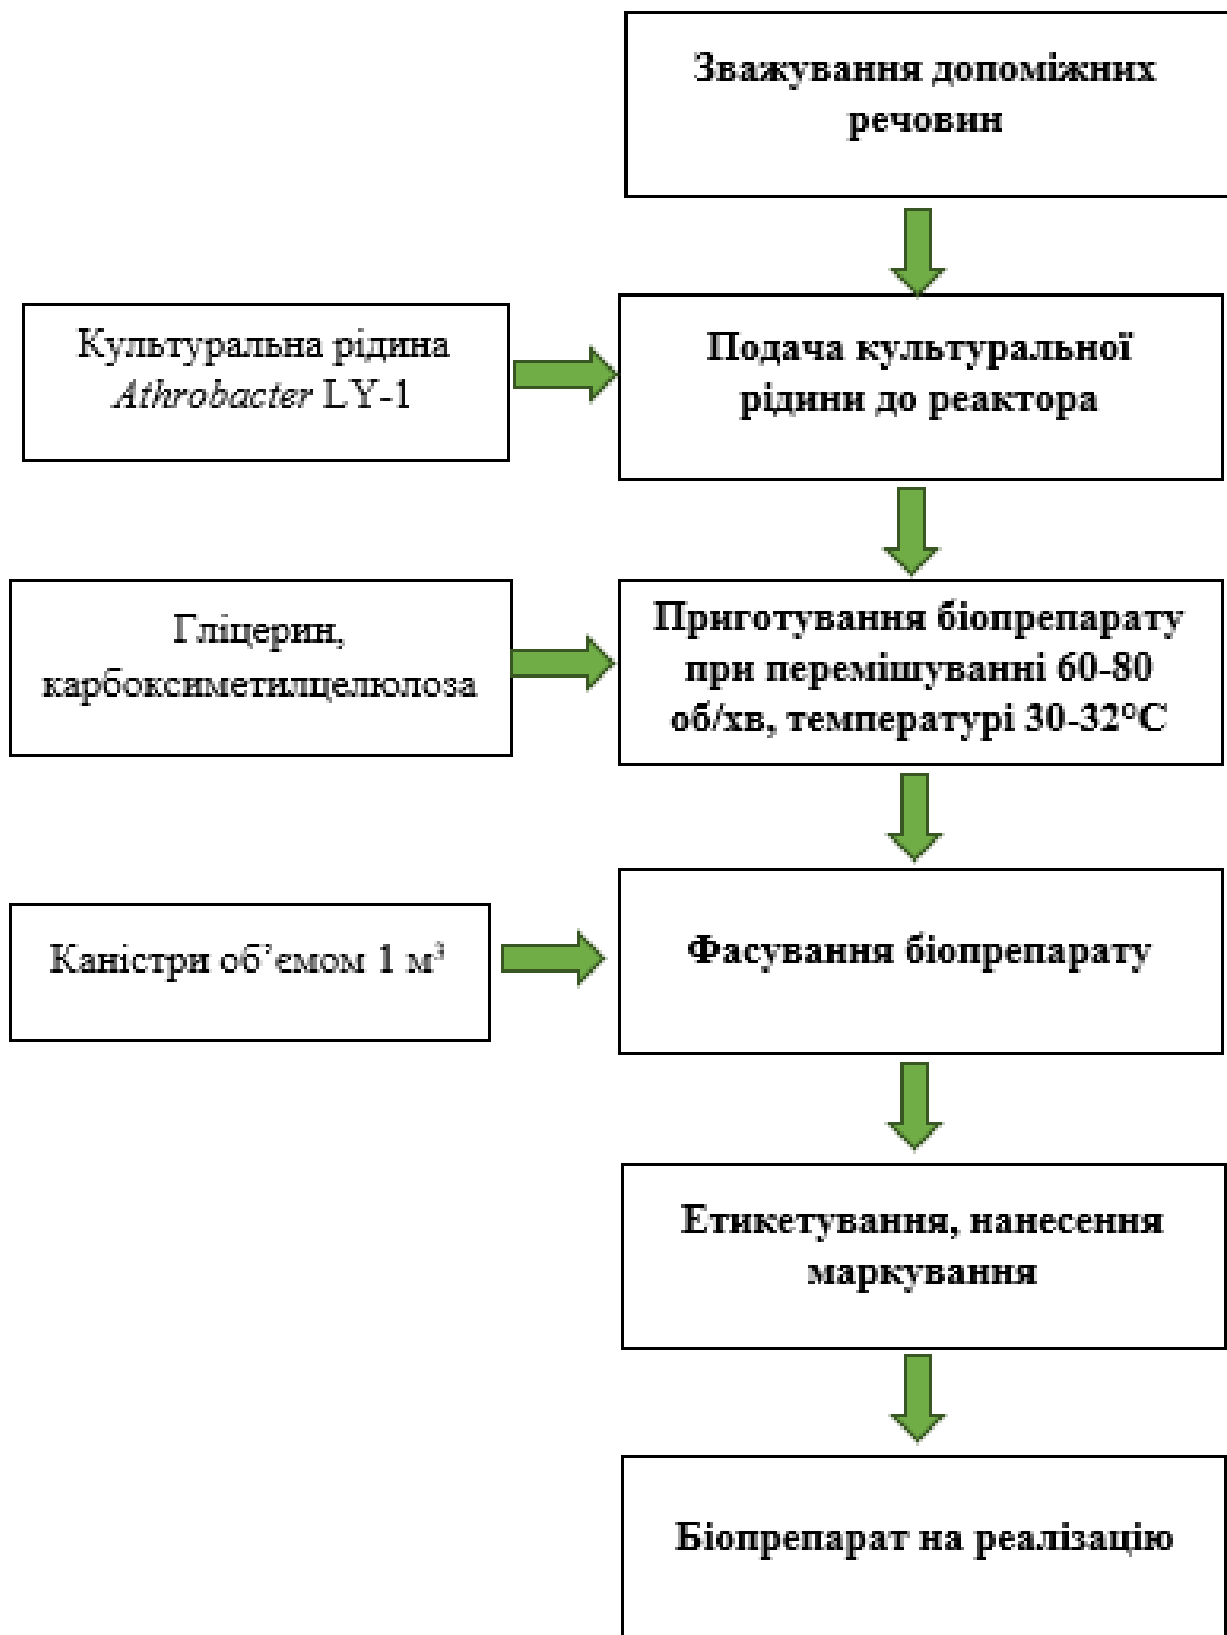 Зважування допоміжних
речовин
Культуральна рідина
Athrobacter LY-1
Подача культуральної
рідини до реактора
Гліцерин,
карбоксиметилцелюлоза
Приготування біопрепарату
при перемішуванні 60-80
об/хв, температурі 30-32°С
Каністри об’ємом 1 м³
Фасування біопрепарату
Етикетування, нанесення
маркування
Біопрепарат на реалізацію